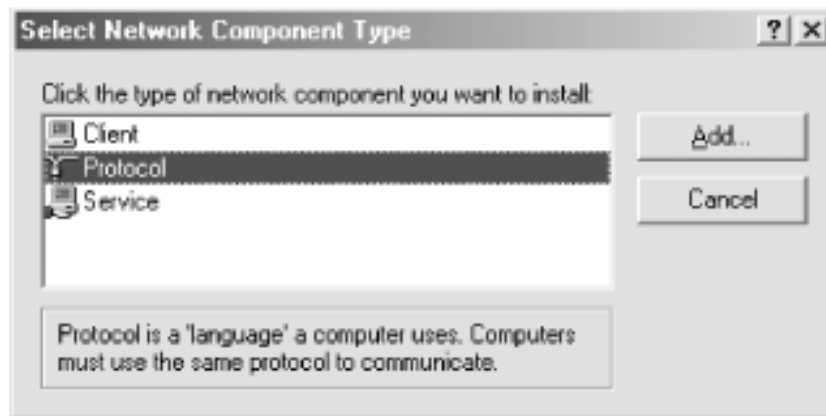 Select Network Component Type
Click the type of network component you want to install:
Client
Protocol
Service
Add...
Cancel
Protocol is a 'language' a computer uses. Computers
must use the same protocol to communicate.